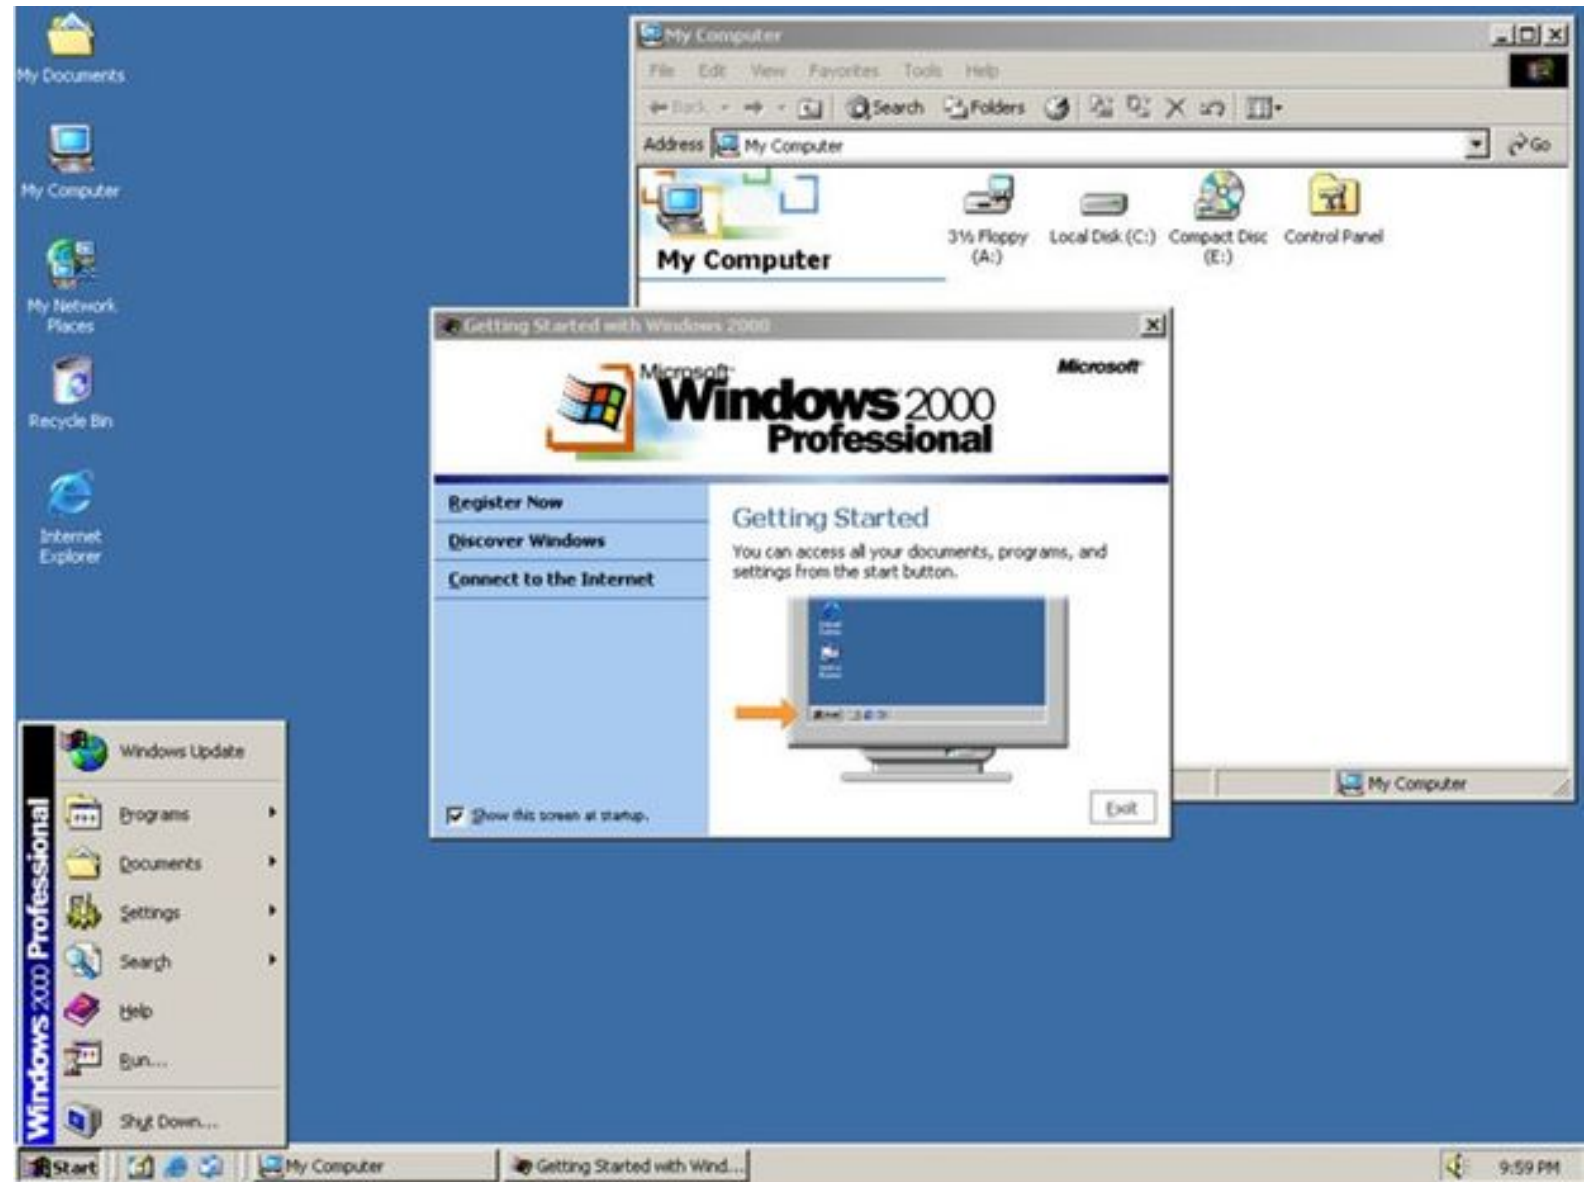 My Documents
My Computer
My Network
Places
Recycle Bin
Internet
Explorer
My Computer
File Edit View Favorites Tools Help
Back Search Folders
Address My Computer Go
My Computer
3½ Floppy
(A:)
Local Disk (C:)
Compact Disc
(E:)
Control Panel
My Computer
Getting Started with Windows 2000
Microsoft
Windows 2000
Professional
Microsoft
Register Now
Discover Windows
Connect to the Internet
Getting Started
You can access all your documents, programs, and
settings from the start button.
Show this screen at startup.
Exit
Windows 2000 Professional
Windows Update
Programs
Documents
Settings
Search
Help
Run...
Shut Down...
Start
My Computer
Getting Started with Wind...
9:59 PM